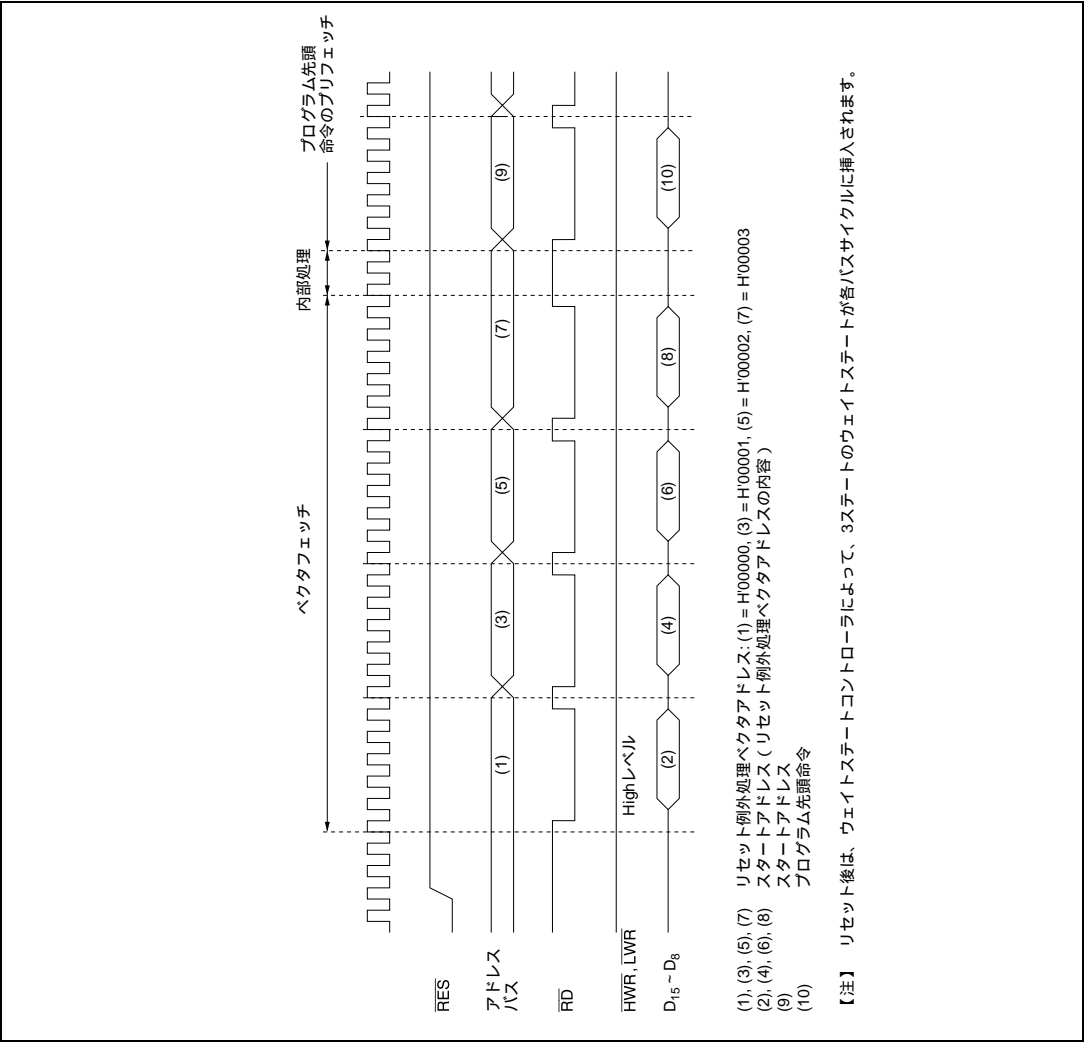 ベクタフェッチ
内部処理
プログラム先頭
命令のプリフェッチ
RES
アドレス
バス
(1)
(3)
(5)
(7)
(9)
RD
HWR, LWR
Highレベル
D15 ~ D8
(2)
(4)
(6)
(8)
(10)
(1), (3), (5), (7) リセット例外処理ベクタアドレス: (1) = H'00000, (3) = H'00001, (5) = H'00002, (7) = H'00003
(2), (4), (6), (8) スタートアドレス ( リセット例外処理ベクタアドレスの内容 )
(9) スタートアドレス
(10) プログラム先頭命令
【注】 リセット後は、ウェイトステートコントローラによって、3ステートのウェイトステートが各バスサイクルに挿入されます。